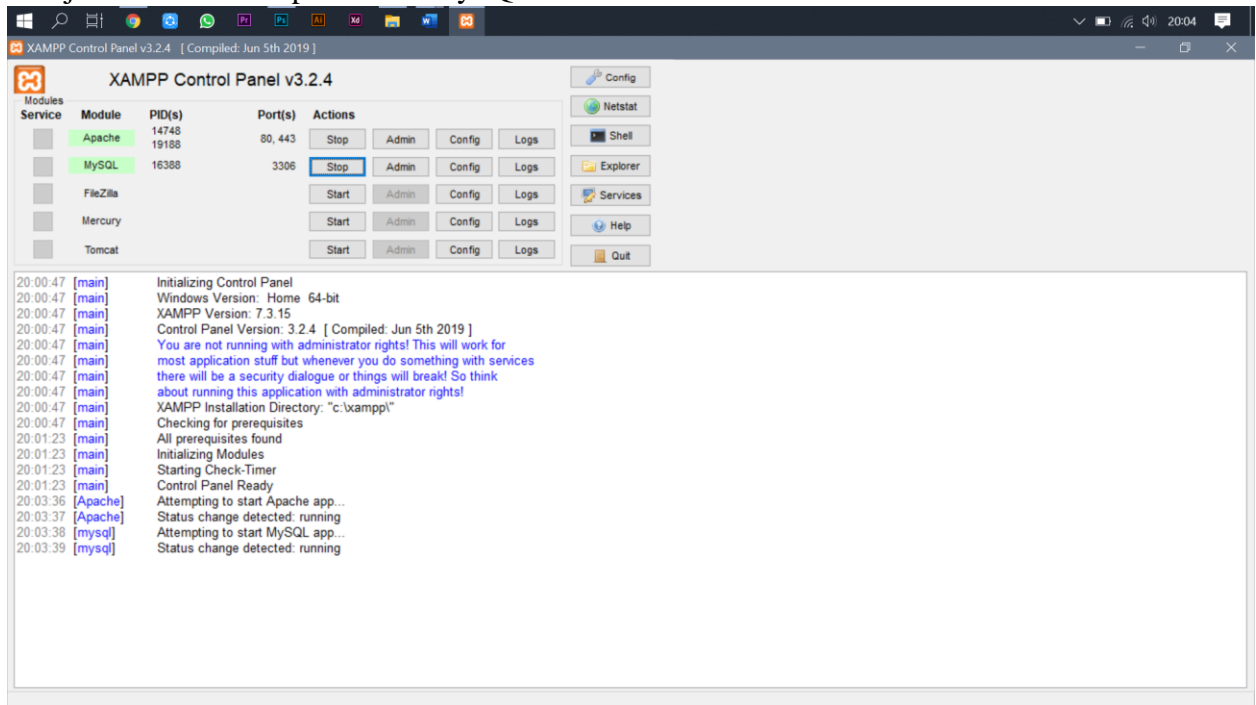 20:04
XAMPP Control Panel v3.2.4 [ Compiled: Jun 5th 2019 ]
XAMPP Control Panel v3.2.4
Config
Modules
Service Module PID(s) Port(s) Actions
Netstat
Apache 14748 19188 80, 443 Stop Admin Config Logs
Shell
MySQL 16388 3306 Stop Admin Config Logs
Explorer
FileZilla Start Admin Config Logs
Services
Mercury Start Admin Config Logs
Help
Tomcat Start Admin Config Logs
Quit
20:00:47 [main] Initializing Control Panel
20:00:47 [main] Windows Version: Home 64-bit
20:00:47 [main] XAMPP Version: 7.3.15
20:00:47 [main] Control Panel Version: 3.2.4 [ Compiled: Jun 5th 2019 ]
20:00:47 [main] You are not running with administrator rights! This will work for
20:00:47 [main] most application stuff but whenever you do something with services
20:00:47 [main] there will be a security dialogue or things will break! So think
20:00:47 [main] about running this application with administrator rights!
20:00:47 [main] XAMPP Installation Directory: "c:\xampp\"
20:00:47 [main] Checking for prerequisites
20:01:23 [main] All prerequisites found
20:01:23 [main] Initializing Modules
20:01:23 [main] Starting Check-Timer
20:01:23 [main] Control Panel Ready
20:03:36 [Apache] Attempting to start Apache app...
20:03:37 [Apache] Status change detected: running
20:03:38 [mysql] Attempting to start MySQL app...
20:03:39 [mysql] Status change detected: running